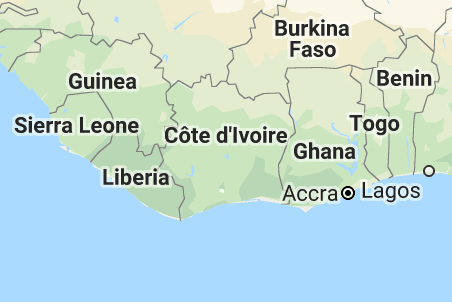 Burkina
Faso
Guinea
Benin
Sierra Leone
Côte d'Ivoire
Togo
Ghana
Liberia
Accra
Lagos